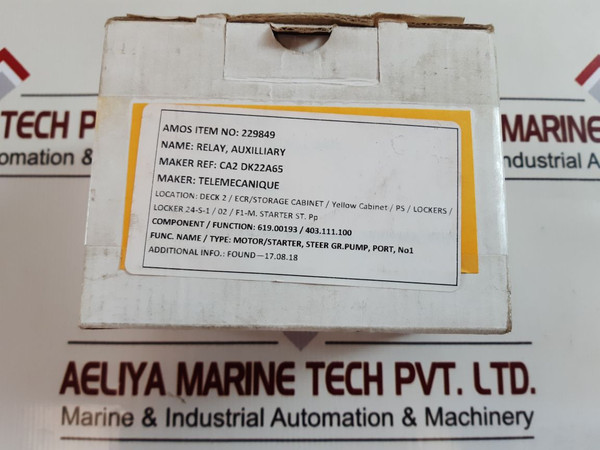 TECH P
MARINE
omation &
Industrial A
AMOS ITEM NO: 229849
NAME: RELAY, AUXILLIARY
MAKER REF: CA2 DK22A65
MAKER: TELEMECANIQUE
LOCATION: DECK 2 / ECR/STORAGE CABINET / Yellow Cabinet / PS / LOCKERS /
LOCKER 24-S-1 / 02 / F1-M. STARTER ST. Pp
COMPONENT / FUNCTION: 619.00193 / 403.111.100
FUNC. NAME / TYPE: MOTOR/STARTER, STEER GR.PUMP, PORT, No1
ADDITIONAL INFO.: FOUND—17.08.18
AELIYA MARINE TECH PVT. LTD.
Marine & Industrial Automation & Machinery